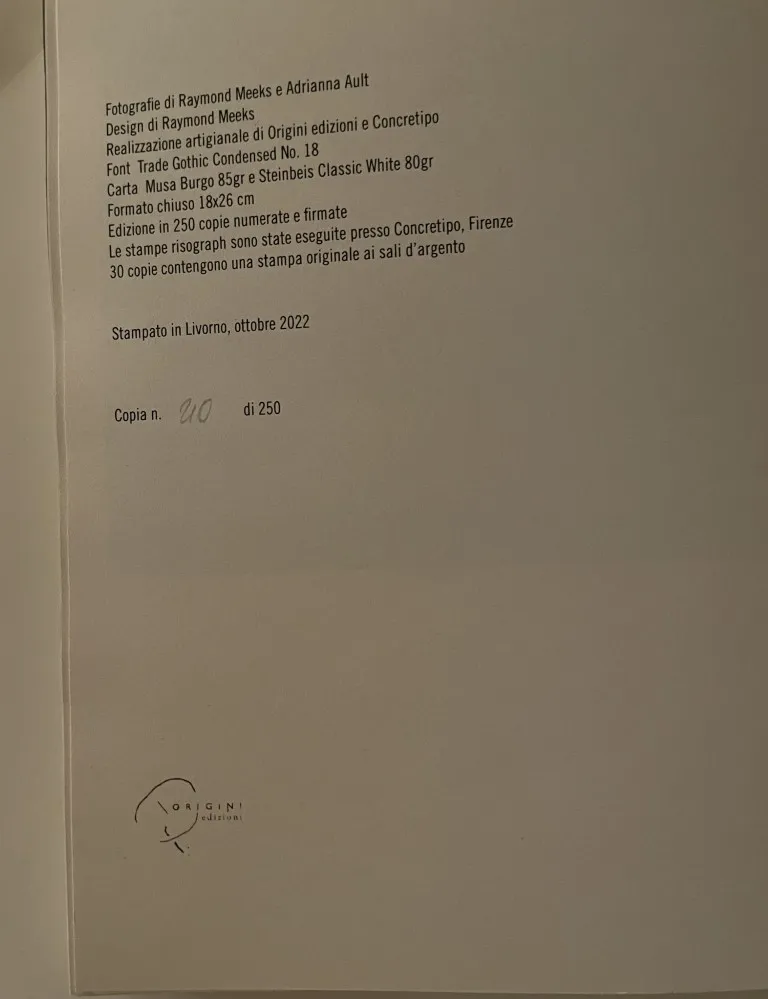 Fotografie di Raymond Meeks e Adrianna Ault
Design di Raymond Meeks
Realizzazione artigianale di Origini edizioni e Concretipo
Font Trade Gothic Condensed No. 18
Carta Musa Burgo 85gr e Steinbeis Classic White 80gr
Formato chiuso 18x26 cm
Edizione in 250 copie numerate e firmate
Le stampe risograph sono state eseguite presso Concretipo, Firenze
30 copie contengono una stampa originale ai sali d'argento
Stampato in Livorno, ottobre 2022
Copia n. di 250
ORIGINI
edizioni